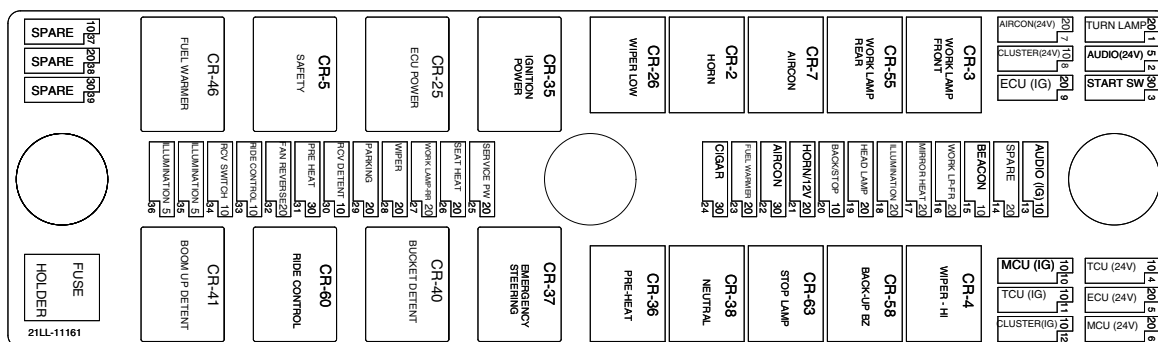 SPARE 10 37
SPARE 20 38
SPARE 30 39
CR-46
FUEL WARMER
CR-5
SAFETY
CR-25
ECU POWER
CR-35
IGNITION
POWER
CR-26
WIPER LOW
CR-2
HORN
CR-7
AIRCON
CR-55
WORK LAMP
REAR
CR-3
WORK LAMP
FRONT
AIRCON(24V) 20 7
CLUSTER(24V) 10 8
ECU (IG) 20 9
TURN LAMP 20 1
AUDIO(24V) 5 2
START SW 30 3
ILLUMINATION 5 36
ILLUMINATION 5 35
RCV SWITCH 10 34
RIDE CONTROL 10 33
FAN REVERSE 20 32
PRE HEAT 30 31
RCV DETENT 10 30
PARKING 20 29
WIPER 20 28
WORK LAMP-RR 20 27
SEAT HEAT 20 26
SERVICE PW 20 25
CIGAR 30 24
FUEL WARMER 20 23
AIRCON 30 22
HORN/12V 20 21
BACK/STOP 10 20
HEAD LAMP 20 19
ILLUMINATION 20 18
MIRROR HEAT 20 17
WORK LP-FR 20 16
BEACON 10 15
SPARE 20 14
AUDIO (IG) 10 13
FUSE
HOLDER
21LL-11161
CR-41
BOOM UP DETENT
CR-60
RIDE CONTROL
CR-40
BUCKET DETENT
CR-37
EMERGENCY
STEERING
CR-36
PRE-HEAT
CR-38
NEUTRAL
CR-63
STOP LAMP
CR-58
BACK-UP BZ
CR-4
WIPER - HI
MCU (IG) 10 10
TCU (IG) 10 11
CLUSTER(IG) 10 12
TCU (24V) 10 4
ECU (24V) 20 5
MCU (24V) 20 6